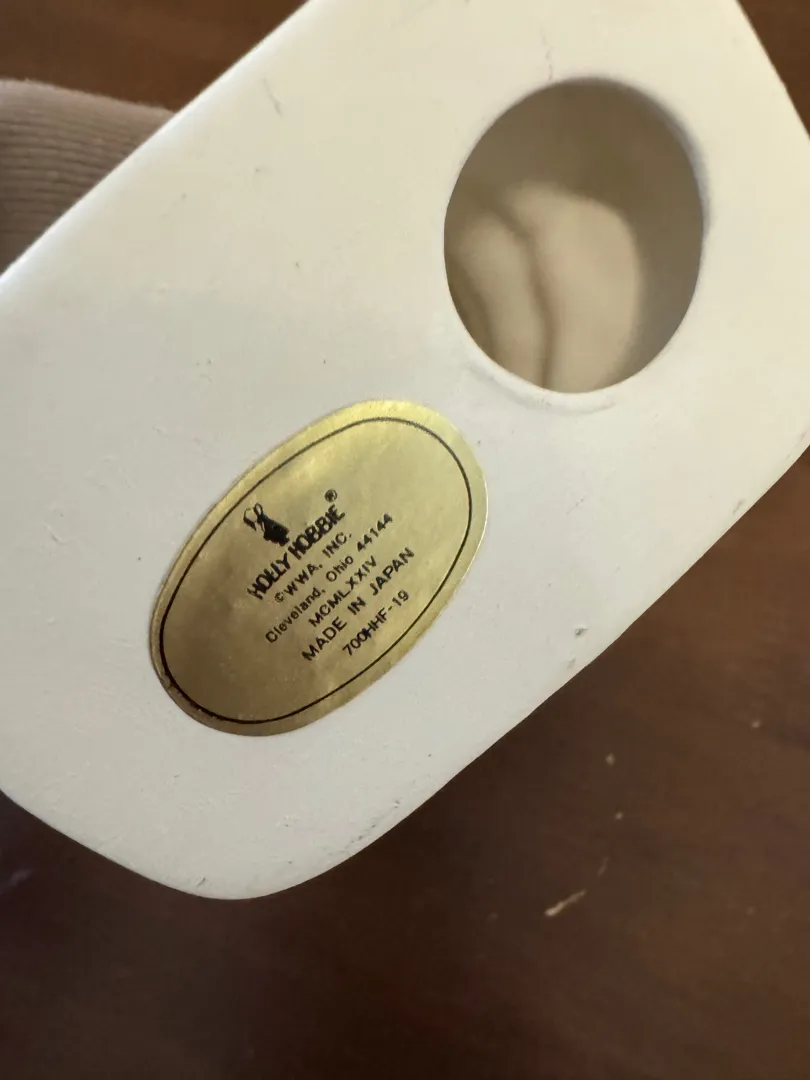 HOLLY HOBBIE®
©WWA, INC.
Cleveland, Ohio 44144
MCMLXXIV
MADE IN JAPAN
700HHF-19